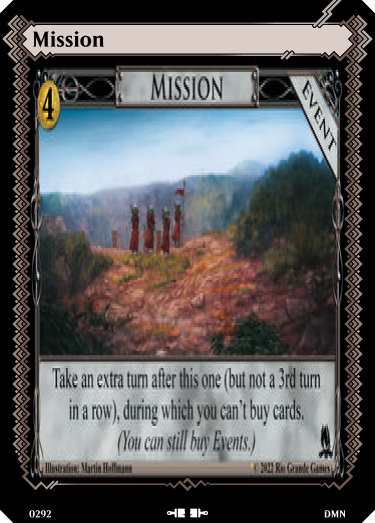 Mission
MISSION
EVENT
4
Take an extra turn after this one (but not a 3rd turn
in a row), during which you can't buy cards.
(You can still buy Events.)
Illustration: Martin Hoffmann
© 2022 Rio Grande Games
0292
DMN